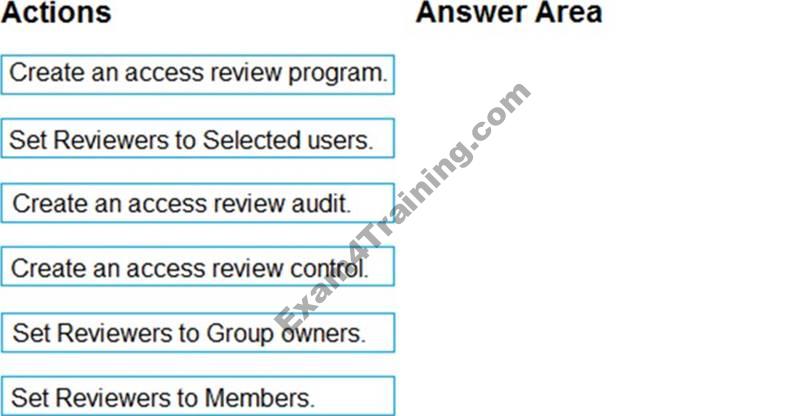 Actions
Answer Area
Create an access review program.
Set Reviewers to Selected users.
Create an access review audit.
Create an access review control.
Set Reviewers to Group owners.
Set Reviewers to Members.
Exam4Training.com